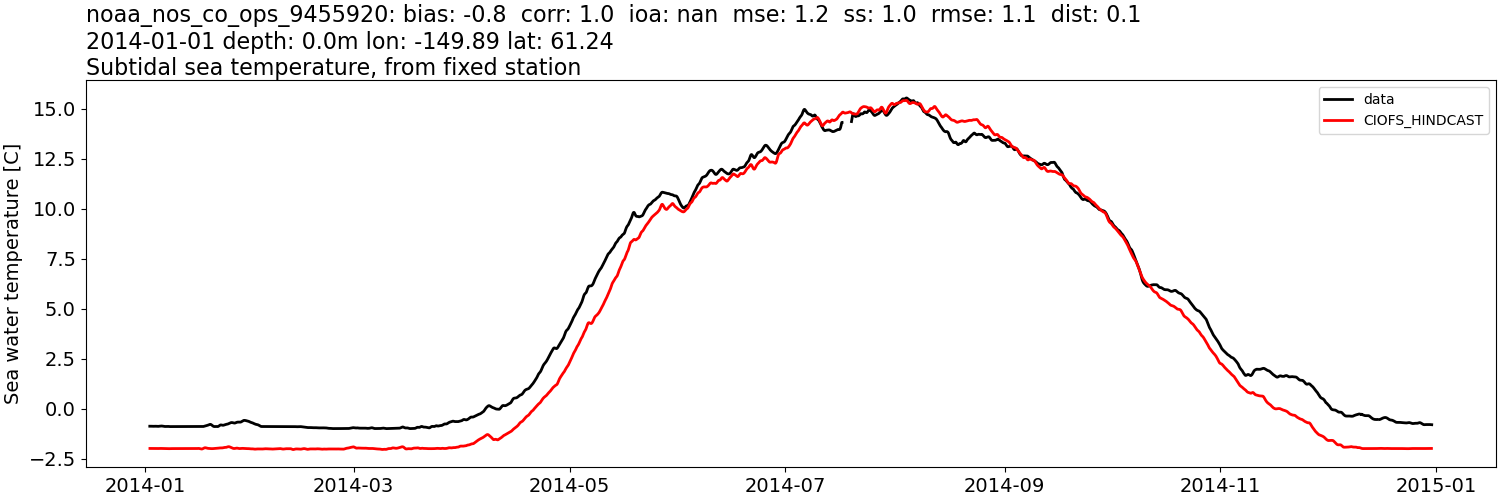 noaa_nos_co_ops_9455920: bias: -0.8  corr: 1.0  ioa: nan  mse: 1.2  ss: 1.0  rmse: 1.1  dist: 0.1
2014-01-01 depth: 0.0m lon: -149.89 lat: 61.24
Subtidal sea temperature, from fixed station
data
CIOFS_HINDCAST
Sea water temperature [C]
15.0
12.5
10.0
7.5
5.0
2.5
0.0
−2.5
2014-01
2014-03
2014-05
2014-07
2014-09
2014-11
2015-01